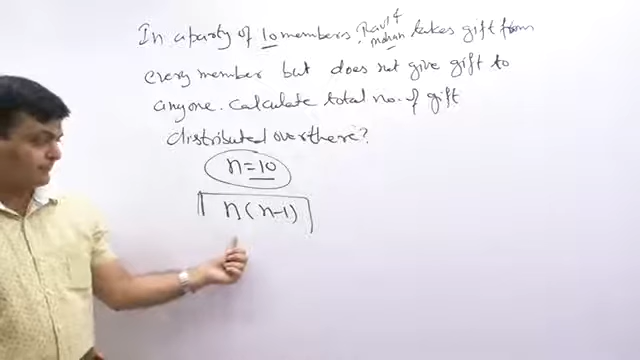 In a party of 10 members, Ravi & Mohan takes gift from
every member but does not give gift to
anyone. Calculate total no. of gift
distributed over there?
n=10
n(n-1)